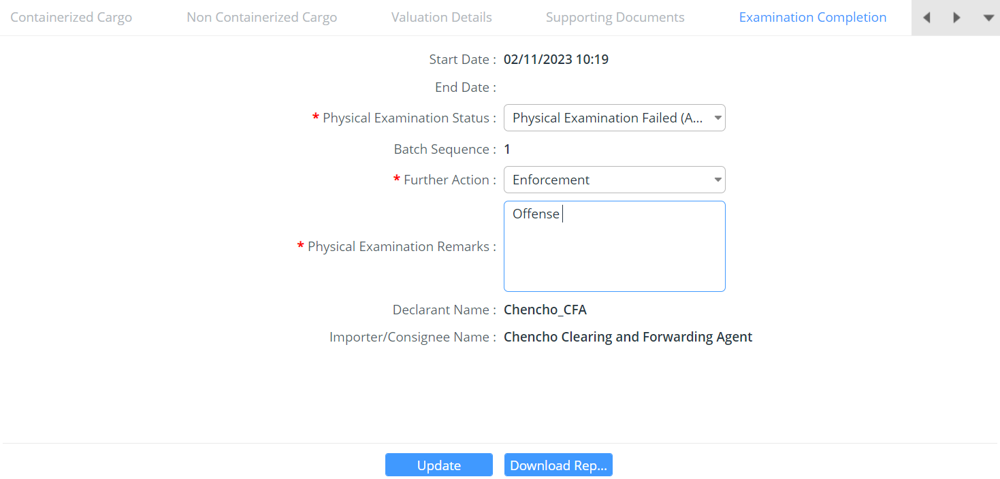 Containerized Cargo Non Containerized Cargo Valuation Details Supporting Documents Examination Completion
Start Date : 02/11/2023 10:19
End Date :
* Physical Examination Status : Physical Examination Failed (A...
Batch Sequence : 1
* Further Action : Enforcement
* Physical Examination Remarks : Offense
Declarant Name : Chencho_CFA
Importer/Consignee Name : Chencho Clearing and Forwarding Agent
Update Download Rep...